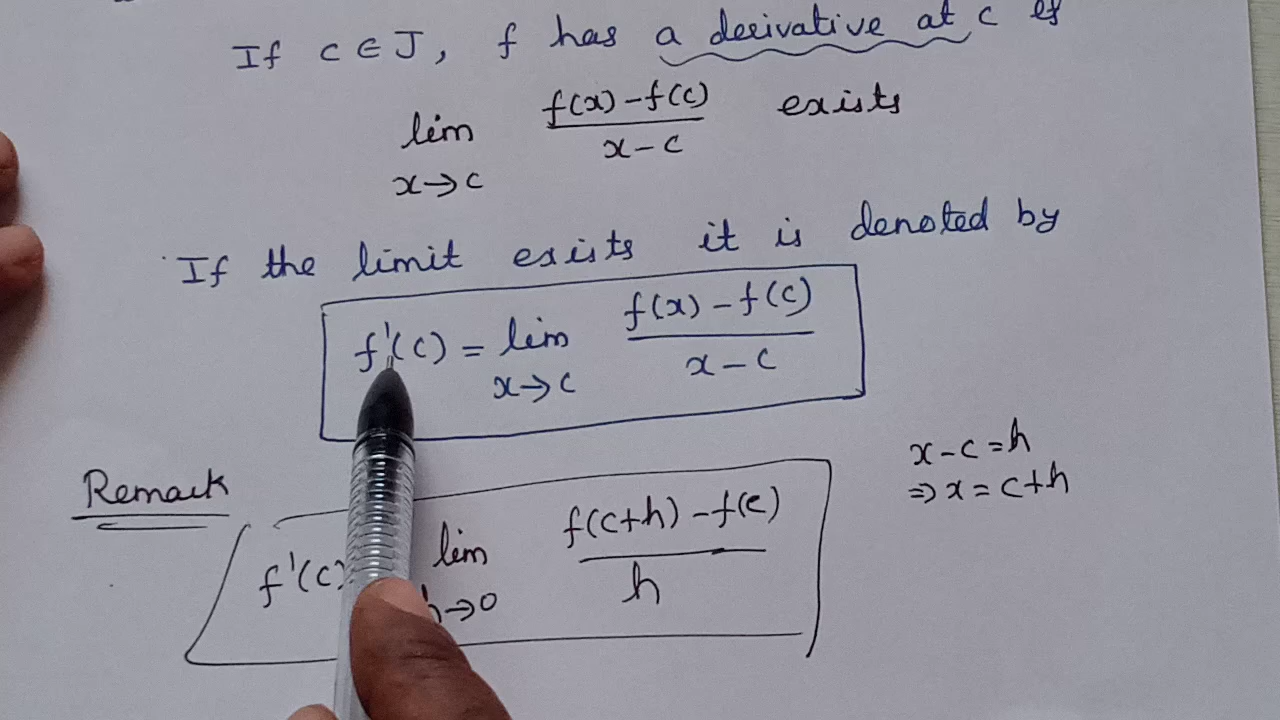 If c ∈ J, f has a derivative at c if
lim f(x) - f(c) / x - c exists
x→c
If the limit exists it is denoted by
f'(c) = lim f(x) - f(c) / x - c
x→c
x - c = h
⇒ x = c + h
Remark
f'(c) lim f(c+h) - f(c) / h
h→0